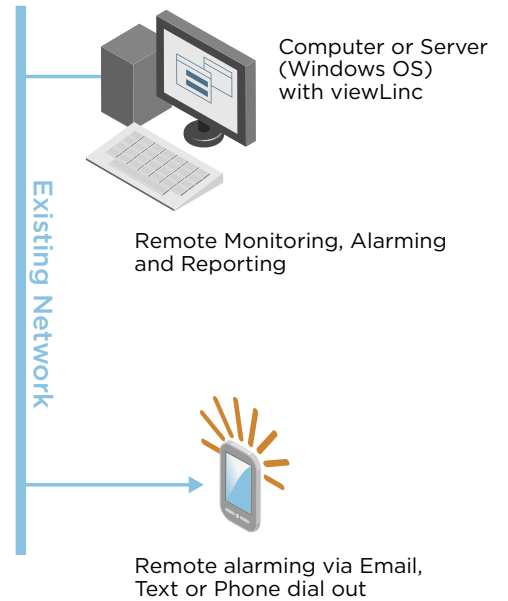 Computer or Server
(Windows OS)
with viewLinc
Existing Network
Remote Monitoring, Alarming
and Reporting
Remote alarming via Email,
Text or Phone dial out